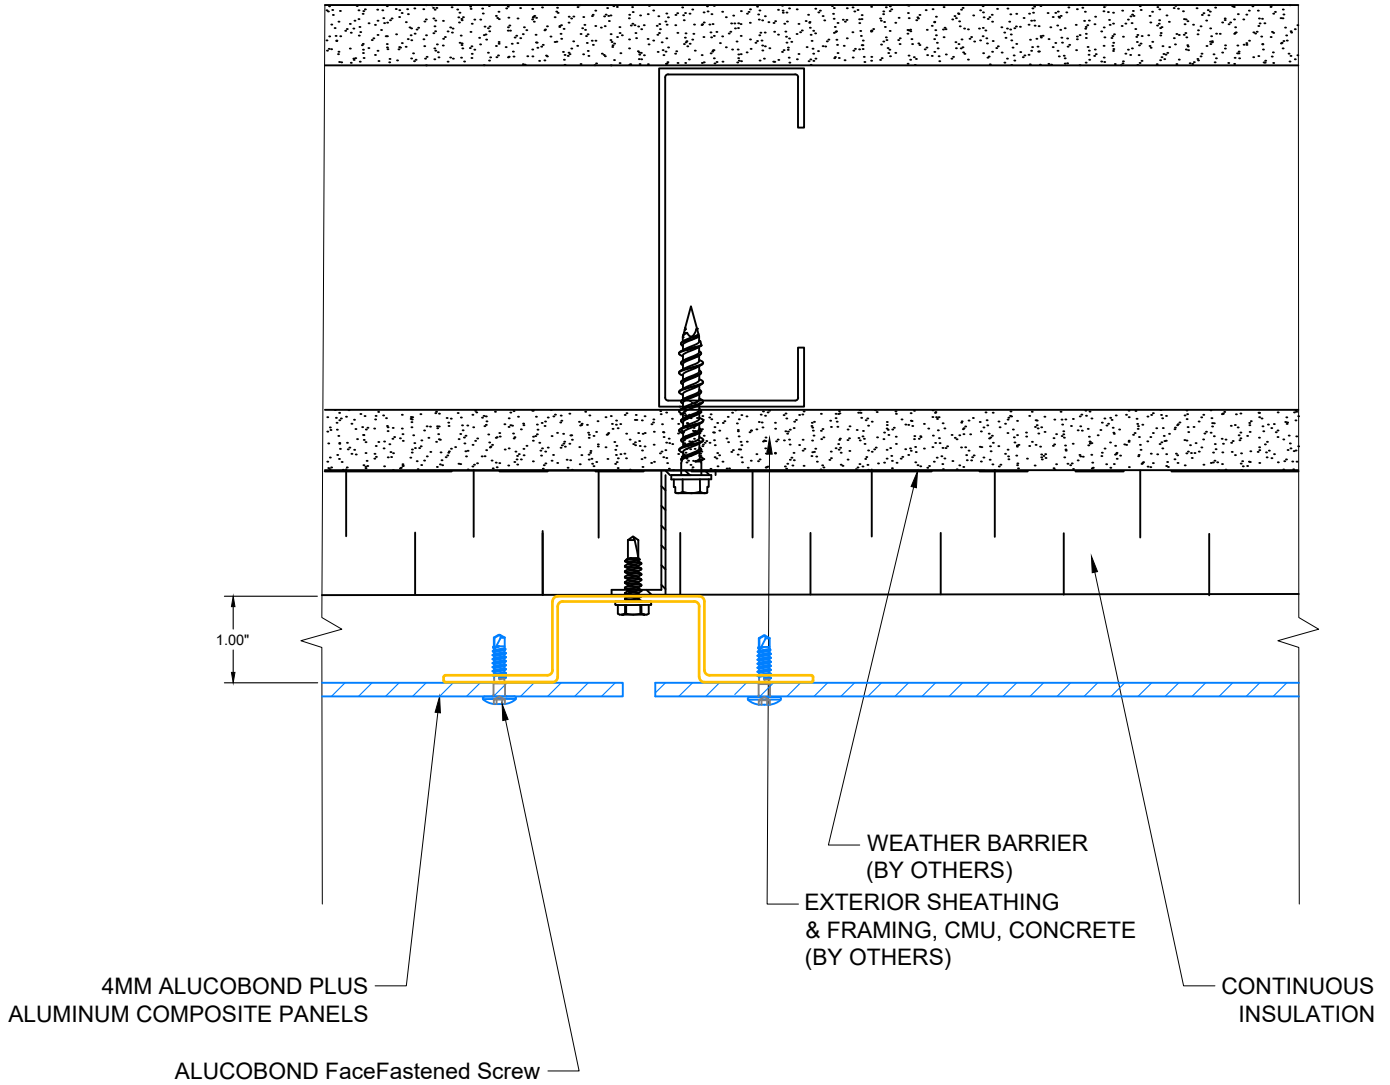 1.00"
WEATHER BARRIER
(BY OTHERS)
EXTERIOR SHEATHING
& FRAMING, CMU, CONCRETE
(BY OTHERS)
4MM ALUCOBOND PLUS
ALUMINUM COMPOSITE PANELS
CONTINUOUS
INSULATION
ALUCOBOND FaceFastened Screw